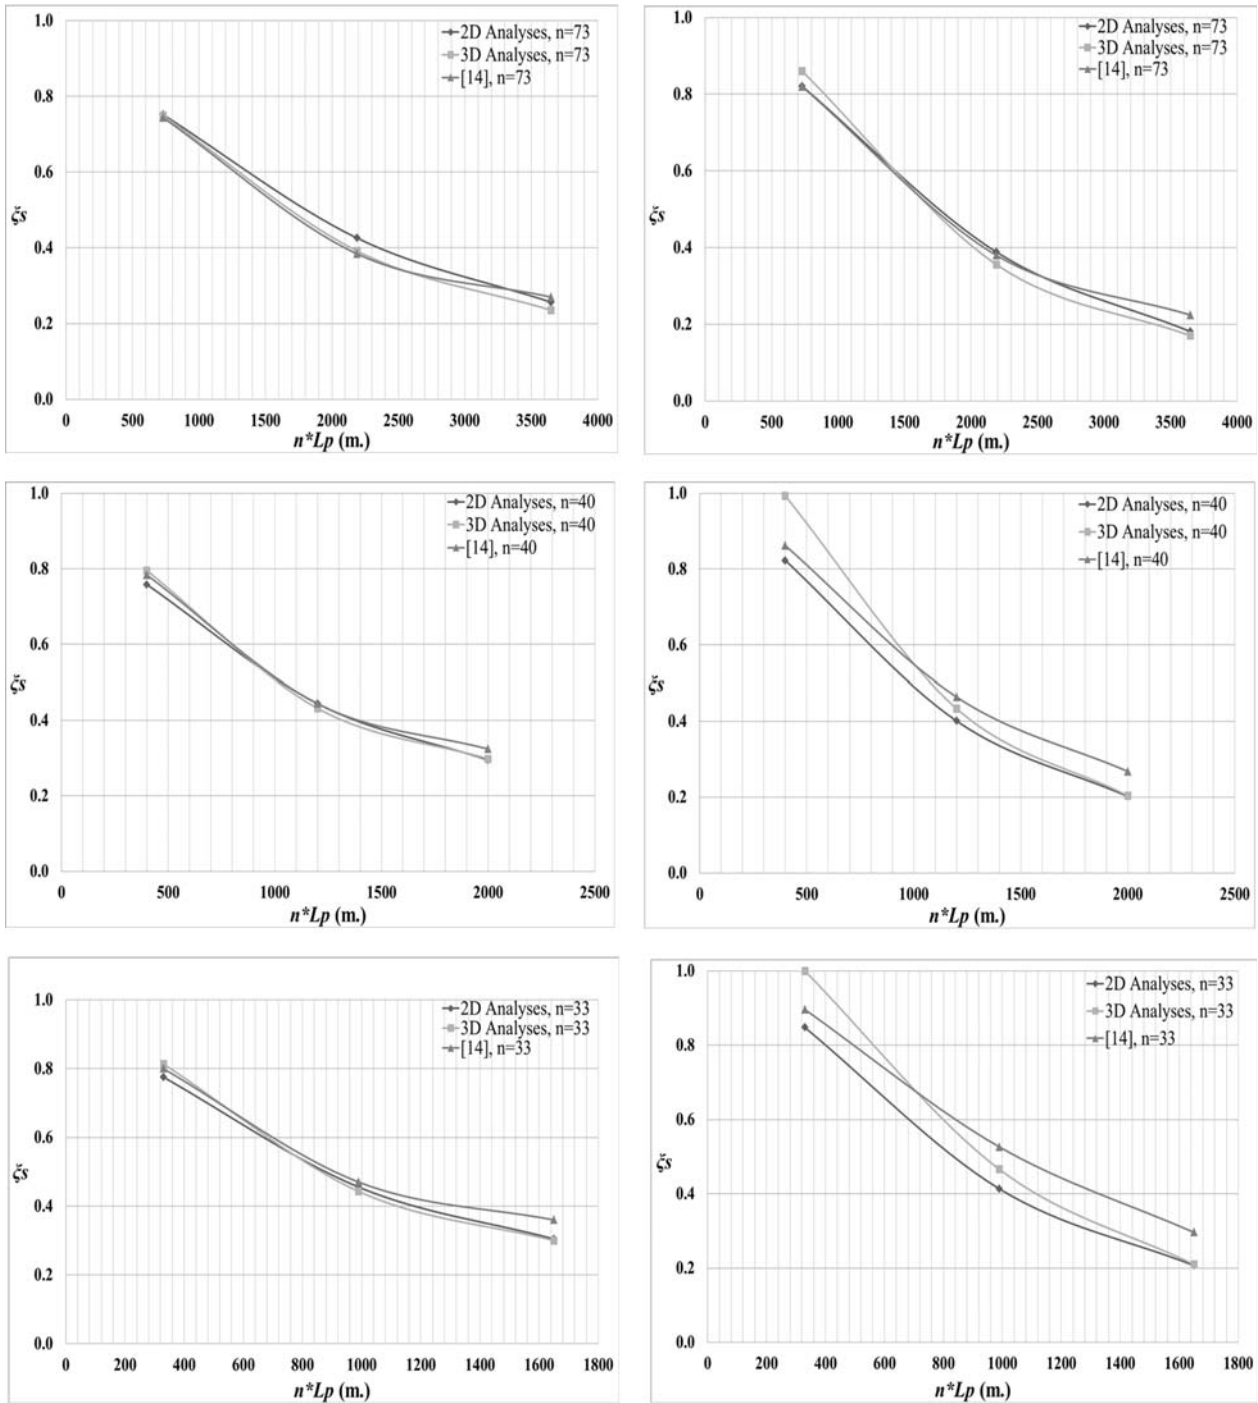 1.0
2D Analyses, n=73
3D Analyses, n=73
[14], n=73
0.8
0.6
ξs
0.4
0.2
0.0
0 500 1000 1500 2000 2500 3000 3500 4000
n*Lp (m.)
1.0
2D Analyses, n=73
3D Analyses, n=73
[14], n=73
0.8
0.6
ξs
0.4
0.2
0.0
0 500 1000 1500 2000 2500 3000 3500 4000
n*Lp (m.)
1.0
2D Analyses, n=40
3D Analyses, n=40
[14], n=40
0.8
0.6
ξs
0.4
0.2
0.0
0 500 1000 1500 2000 2500
n*Lp (m.)
1.0
2D Analyses, n=40
3D Analyses, n=40
[14], n=40
0.8
0.6
ξs
0.4
0.2
0.0
0 500 1000 1500 2000 2500
n*Lp (m.)
1.0
2D Analyses, n=33
3D Analyses, n=33
[14], n=33
0.8
0.6
ξs
0.4
0.2
0.0
0 200 400 600 800 1000 1200 1400 1600 1800
n*Lp (m.)
1.0
2D Analyses, n=33
3D Analyses, n=33
[14], n=33
0.8
0.6
ξs
0.4
0.2
0.0
0 200 400 600 800 1000 1200 1400 1600 1800
n*Lp (m.)